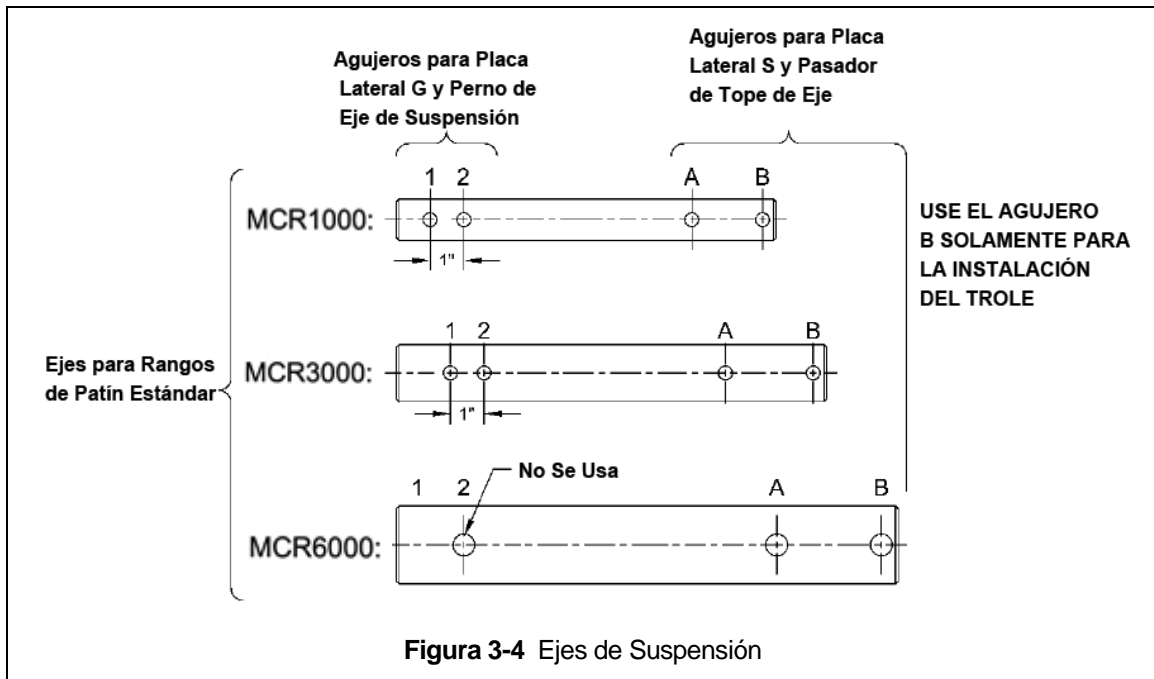 Agujeros para Placa
Lateral G y Perno de
Eje de Suspensión
Agujeros para Placa
Lateral S y Pasador
de Tope de Eje
1 2 A B
MCR1000:
1"
USE EL AGUJERO
B SOLAMENTE PARA
LA INSTALACIÓN
DEL TROLE
Ejes para Rangos
de Patín Estándar
1 2 A B
MCR3000:
1"
No Se Usa
1 2 A B
MCR6000:
Figura 3-4 Ejes de Suspensión